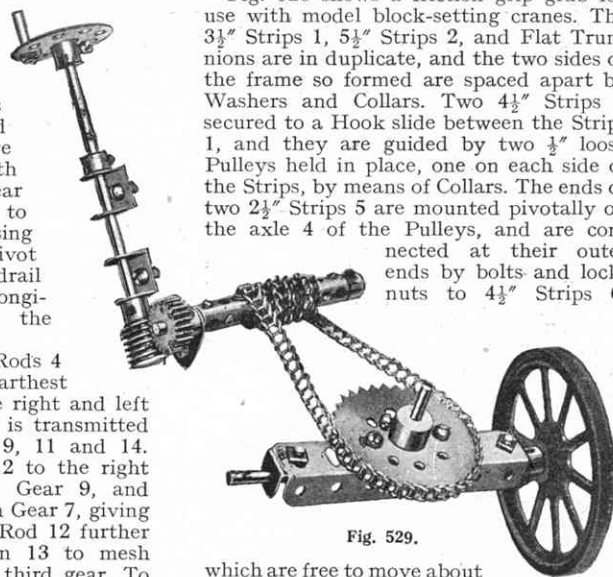 use with model block-setting cranes. Th
3½″ Strips 1, 5½″ Strips 2, and Flat Trun
nions are in duplicate, and the two sides o
the frame so formed are spaced apart b
Washers and Collars. Two 4½″ Strips
secured to a Hook slide between the Strip
1, and they are guided by two ½″ loos
Pulleys held in place, one on each side o
the Strips, by means of Collars. The ends o
two 2½″ Strips 5 are mounted pivotally o
the axle 4 of the Pulleys, and are con
nected at their oute
ends by bolts and lock
nuts to 4½″ Strips 6
which are free to move about
s
d
re
th
ear
to
sing
ivot
drail
ongi-
the
Rods 4
arthest
e right and left
is transmitted
9, 11 and 14.
2 to the right
Gear 9, and
n Gear 7, giving
Rod 12 further
n 13 to mesh
third gear. To
Fig. 529.